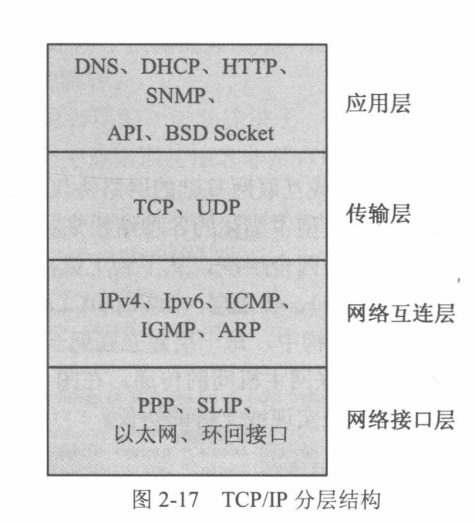 DNS、DHCP、HTTP、
SNMP、
API、BSD Socket
应用层
TCP、UDP
传输层
IPv4、Ipv6、ICMP、
IGMP、ARP
网络互连层
PPP、SLIP、
以太网、环回接口
网络接口层
图 2-17 TCP/IP 分层结构